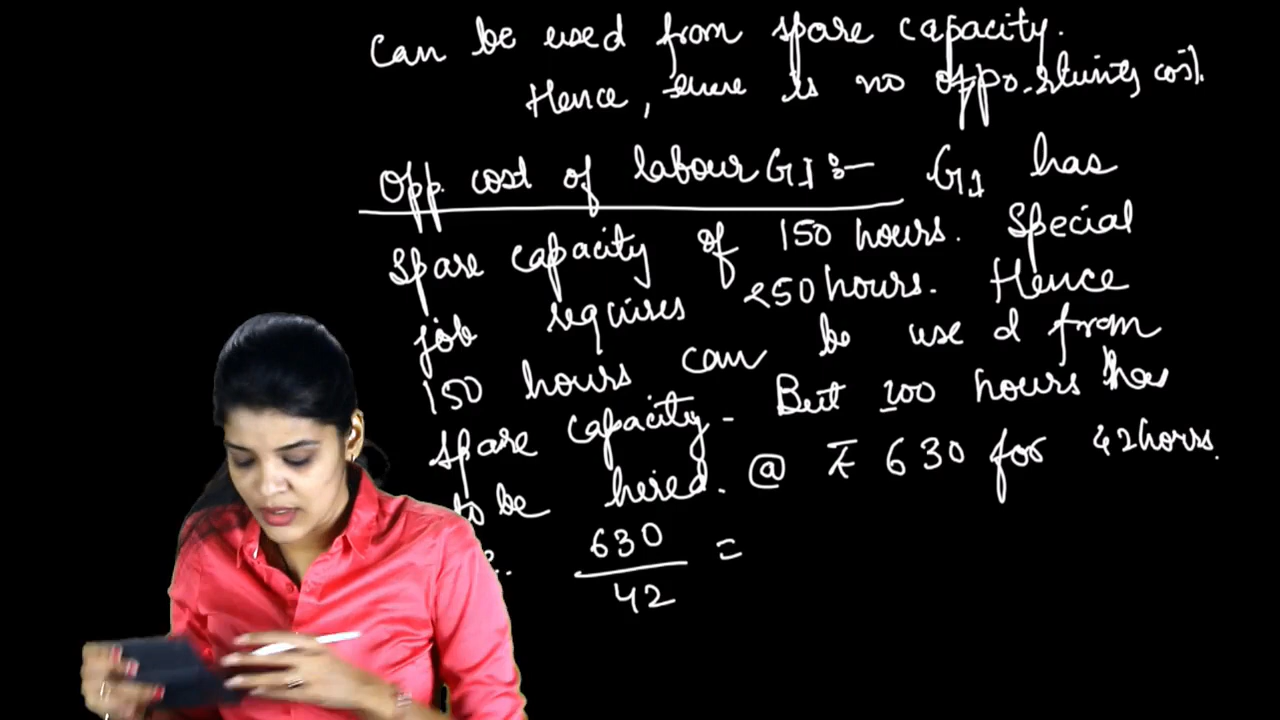 can be used from spare capacity.
Hence, there is no opportunity cost.
Opp. cost of labour G1 :- G1 has
Spare capacity of 150 hours. Special
job requires 250 hours. Hence
150 hours can be used from
spare capacity - But 100 hours has
to be hired. @ ₹ 630 for 42 hours.
630
=
42